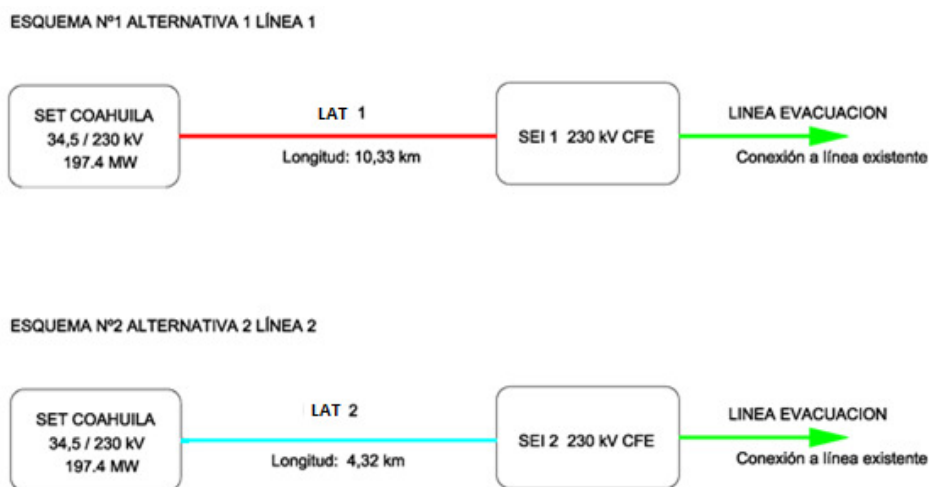 ESQUEMA Nº1 ALTERNATIVA 1 LÍNEA 1
SET COAHUILA
34,5 / 230 kV
197.4 MW
LAT 1
Longitud: 10,33 km
SEI 1 230 kV CFE
LINEA EVACUACION
Conexión a línea existente
ESQUEMA Nº2 ALTERNATIVA 2 LÍNEA 2
SET COAHUILA
34,5 / 230 kV
197.4 MW
LAT 2
Longitud: 4,32 km
SEI 2 230 kV CFE
LINEA EVACUACION
Conexión a línea existente